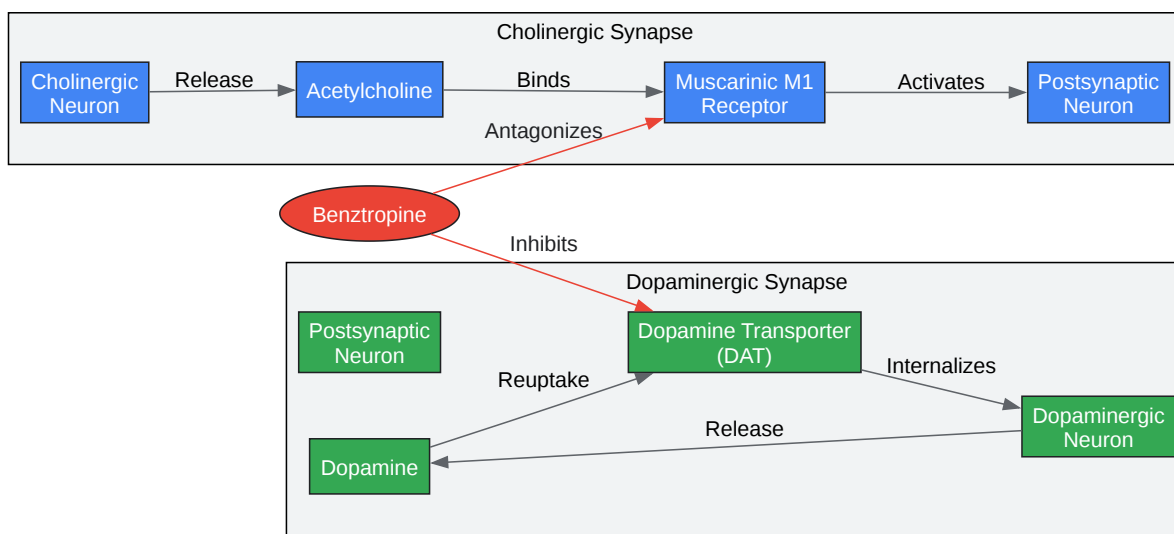 Cholinergic Synapse
Cholinergic
Neuron
Release
Acetylcholine
Binds
Muscarinic M1
Receptor
Activates
Postsynaptic
Neuron
Antagonizes
Benztropine
Inhibits
Dopaminergic Synapse
Postsynaptic
Neuron
Dopamine Transporter
(DAT)
Reuptake
Internalizes
Dopaminergic
Neuron
Release
Dopamine